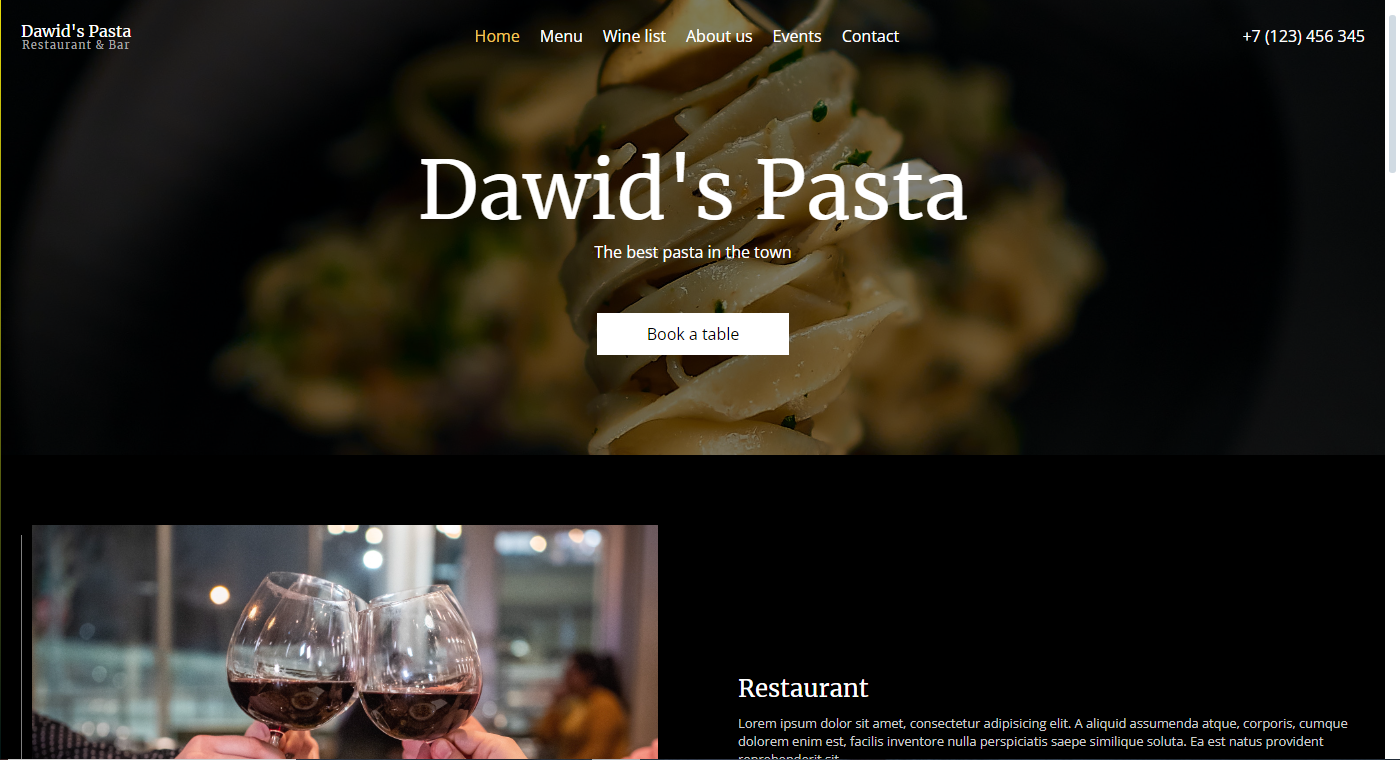 Dawid's Pasta
Restaurant & Bar
Home Menu Wine list About us Events Contact
+7 (123) 456 345
Dawid's Pasta
The best pasta in the town
Book a table
Restaurant
Lorem ipsum dolor sit amet, consectetur adipisicing elit. A aliquid assumenda atque, corporis, cumque
dolorem enim est, facilis inventore nulla perspiciatis saepe similique soluta. Ea est natus provident
reprehenderit sit